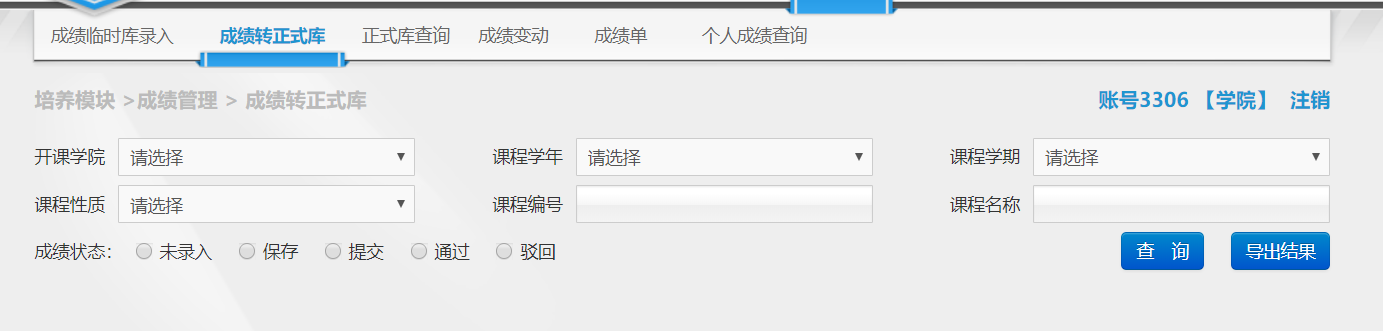 成绩临时库录入 成绩转正式库 正式库查询 成绩变动 成绩单 个人成绩查询
培养模块 >成绩管理 > 成绩转正式库 账号3306 【学院】 注销
开课学院 请选择 课程学年 请选择 课程学期 请选择
课程性质 请选择 课程编号 课程名称
成绩状态: 未录入 保存 提交 通过 驳回 查 询 导出结果